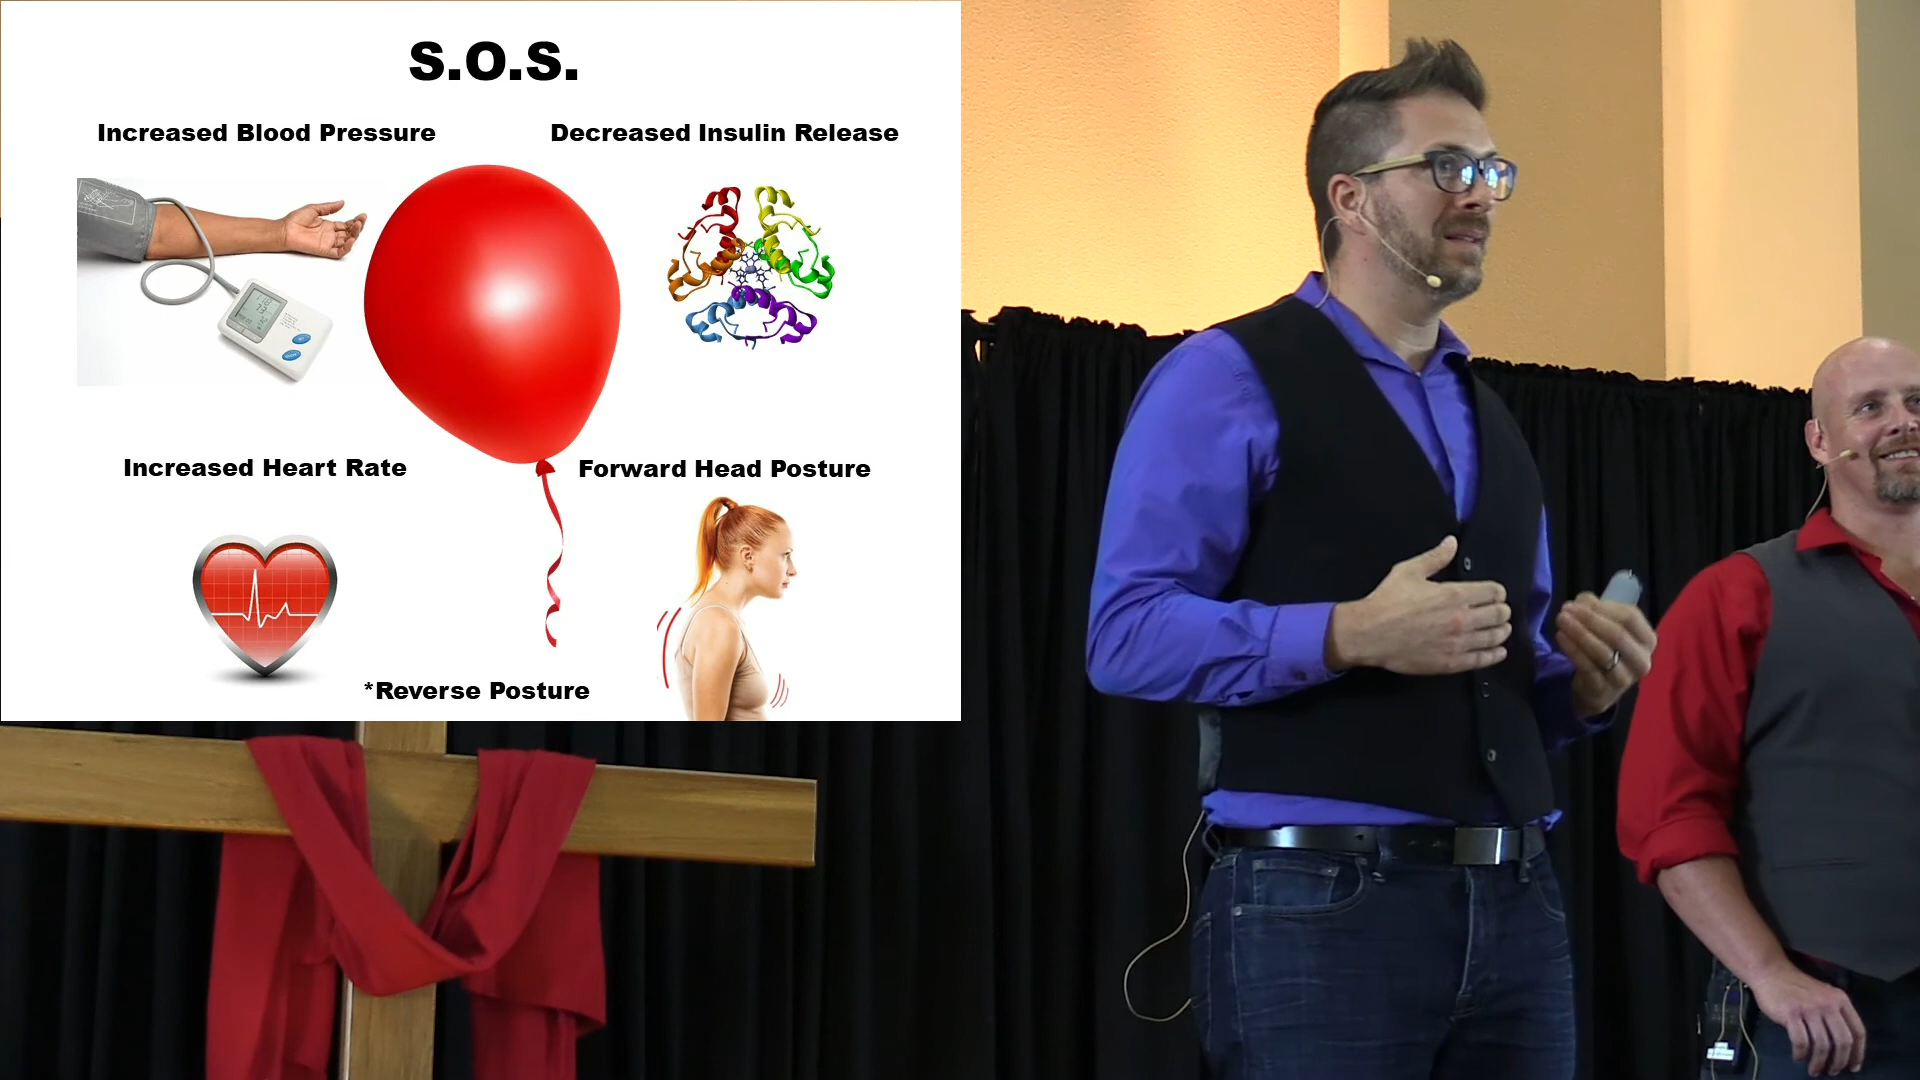 S.O.S.
Increased Blood Pressure
Decreased Insulin Release
Increased Heart Rate
Forward Head Posture
*Reverse Posture